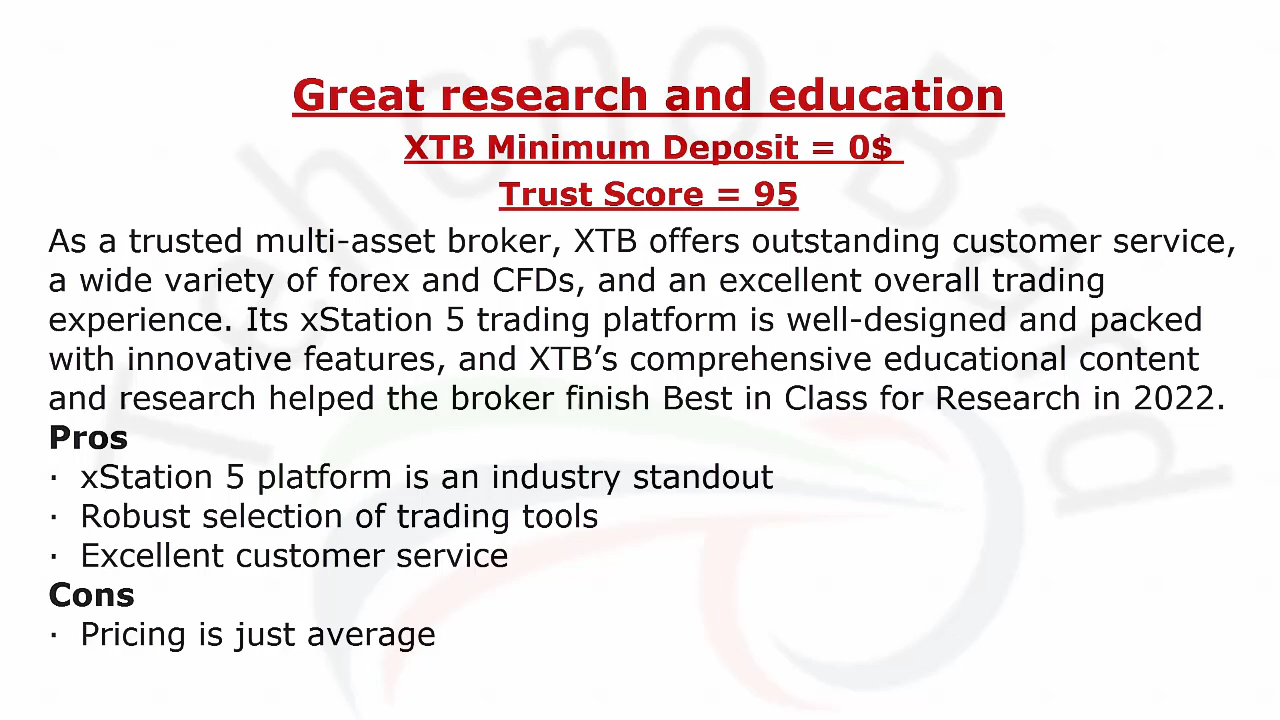 Great research and education
XTB Minimum Deposit = 0$
Trust Score = 95
As a trusted multi-asset broker, XTB offers outstanding customer service,
a wide variety of forex and CFDs, and an excellent overall trading
experience. Its xStation 5 trading platform is well-designed and packed
with innovative features, and XTB’s comprehensive educational content
and research helped the broker finish Best in Class for Research in 2022.
Pros
· xStation 5 platform is an industry standout
· Robust selection of trading tools
· Excellent customer service
Cons
· Pricing is just average